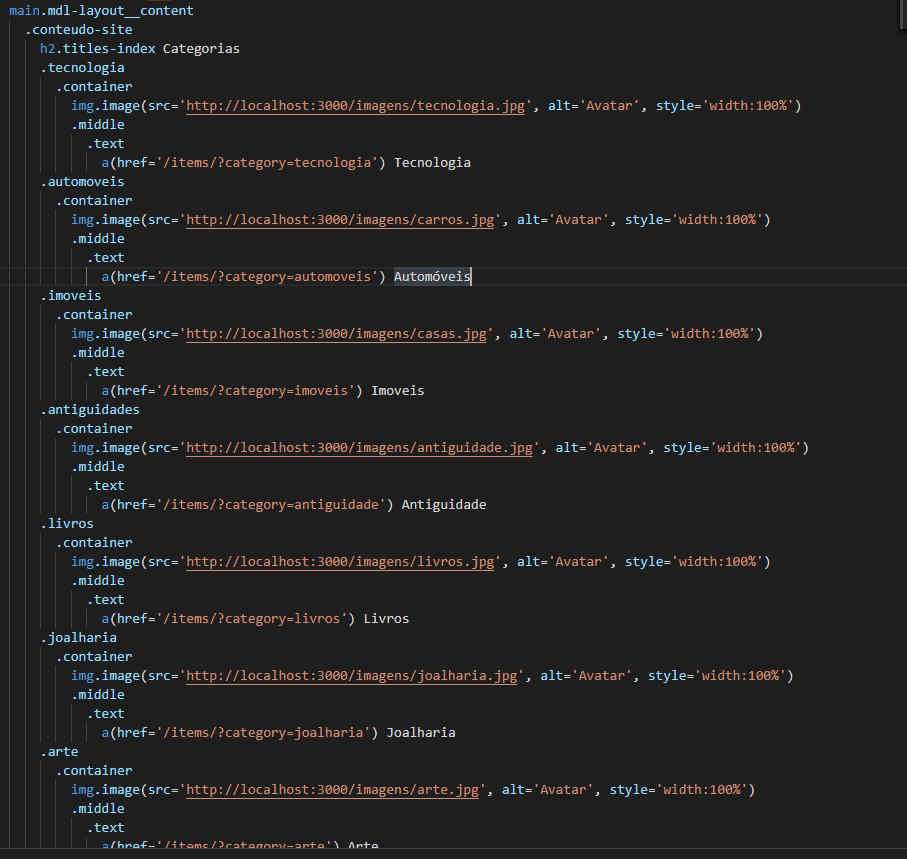 main.mdl-layout__content
.conteudo-site
h2.titles-index Categorias
.tecnologia
.container
img.image(src='http://localhost:3000/imagens/tecnologia.jpg', alt='Avatar', style='width:100%')
.middle
.text
a(href='/items/?category=tecnologia') Tecnologia
.automoveis
.container
img.image(src='http://localhost:3000/imagens/carros.jpg', alt='Avatar', style='width:100%')
.middle
.text
a(href='/items/?category=automoveis') Automóveis
.imoveis
.container
img.image(src='http://localhost:3000/imagens/casas.jpg', alt='Avatar', style='width:100%')
.middle
.text
a(href='/items/?category=imoveis') Imoveis
.antiguidades
.container
img.image(src='http://localhost:3000/imagens/antiguidade.jpg', alt='Avatar', style='width:100%')
.middle
.text
a(href='/items/?category=antiguidade') Antiguidade
.livros
.container
img.image(src='http://localhost:3000/imagens/livros.jpg', alt='Avatar', style='width:100%')
.middle
.text
a(href='/items/?category=livros') Livros
.joalharia
.container
img.image(src='http://localhost:3000/imagens/joalharia.jpg', alt='Avatar', style='width:100%')
.middle
.text
a(href='/items/?category=joalharia') Joalharia
.arte
.container
img.image(src='http://localhost:3000/imagens/arte.jpg', alt='Avatar', style='width:100%')
.middle
.text
a(href='/items/?category=arte') Arte